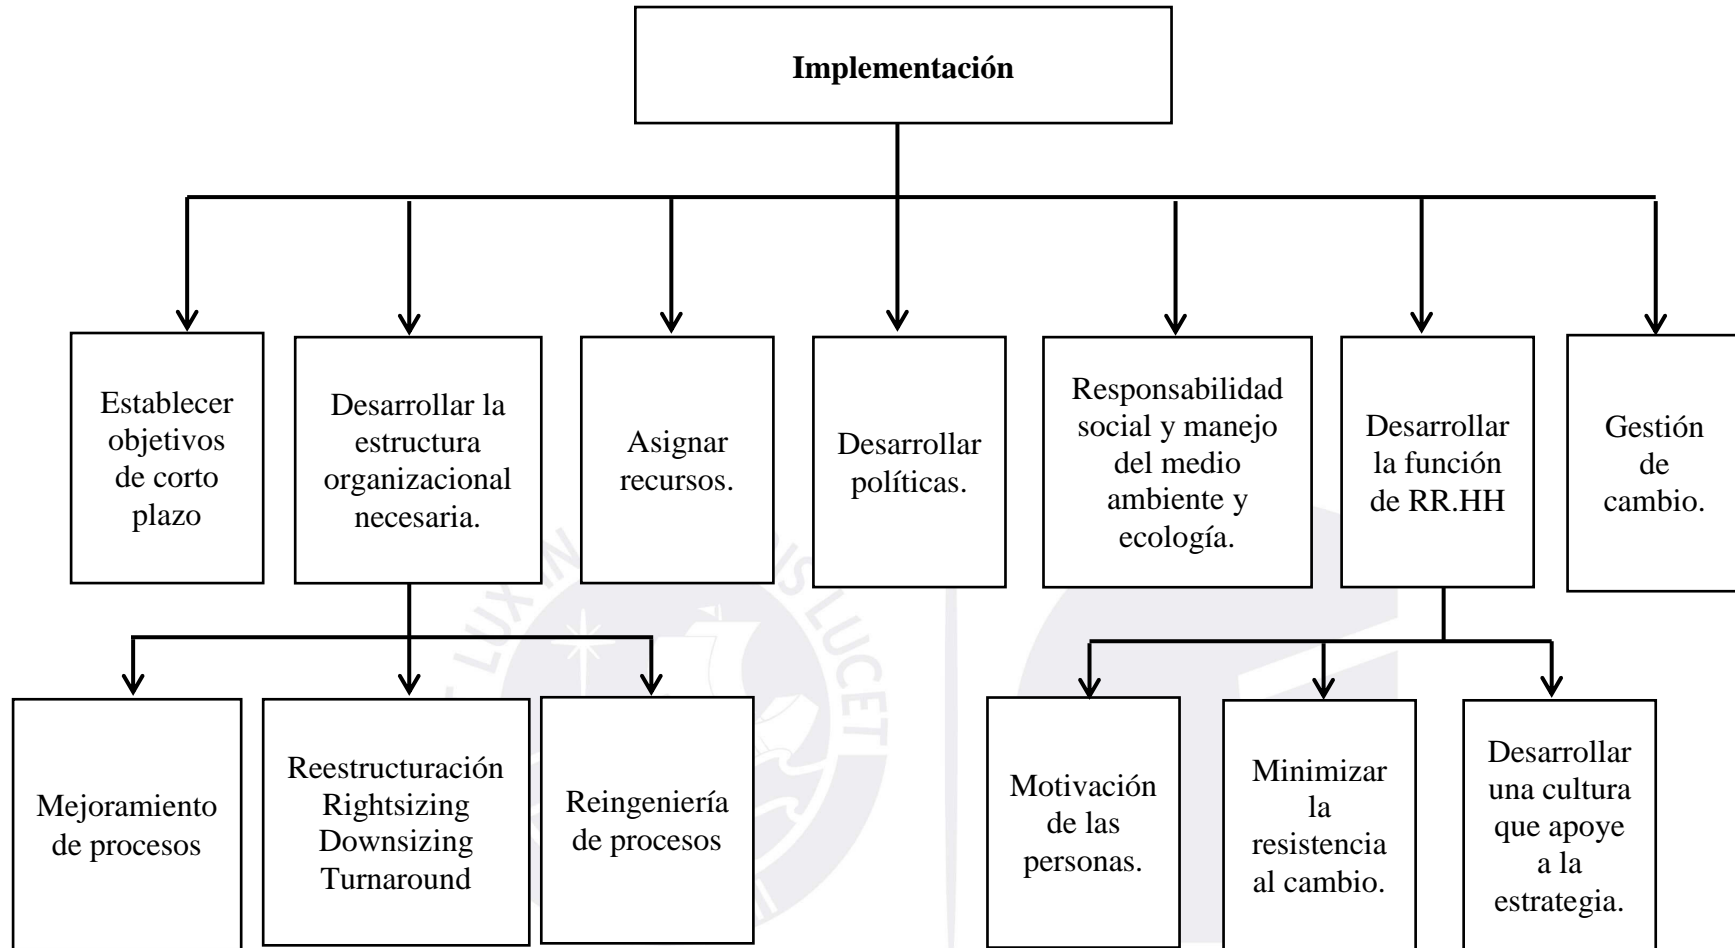 Implementación
Establecer
objetivos
de corto
plazo
Desarrollar la
estructura
organizacional
necesaria.
Asignar
recursos.
Desarrollar
políticas.
Responsabilidad
social y manejo
del medio
ambiente y
ecología.
Desarrollar
la función
de RR.HH
Gestión
de
cambio.
Mejoramiento
de procesos
Reestructuración
Rightsizing
Downsizing
Turnaround
Reingeniería
de procesos
Motivación
de las
personas.
Minimizar
la
resistencia
al cambio.
Desarrollar
una cultura
que apoye
a la
estrategia.
LUX IN
LUCET